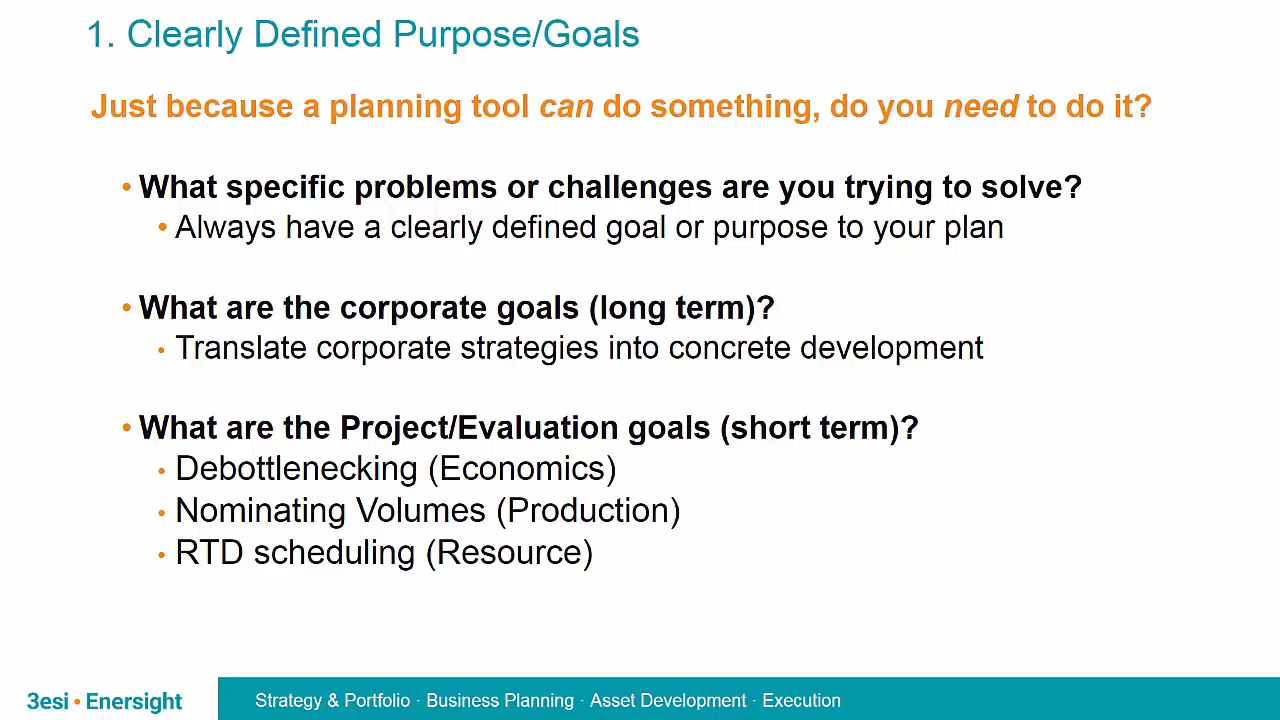 1. Clearly Defined Purpose/Goals
Just because a planning tool can do something, do you need to do it?
• What specific problems or challenges are you trying to solve?
• Always have a clearly defined goal or purpose to your plan
• What are the corporate goals (long term)?
• Translate corporate strategies into concrete development
• What are the Project/Evaluation goals (short term)?
• Debottlenecking (Economics)
• Nominating Volumes (Production)
• RTD scheduling (Resource)
3esi • Enersight
Strategy & Portfolio · Business Planning · Asset Development · Execution